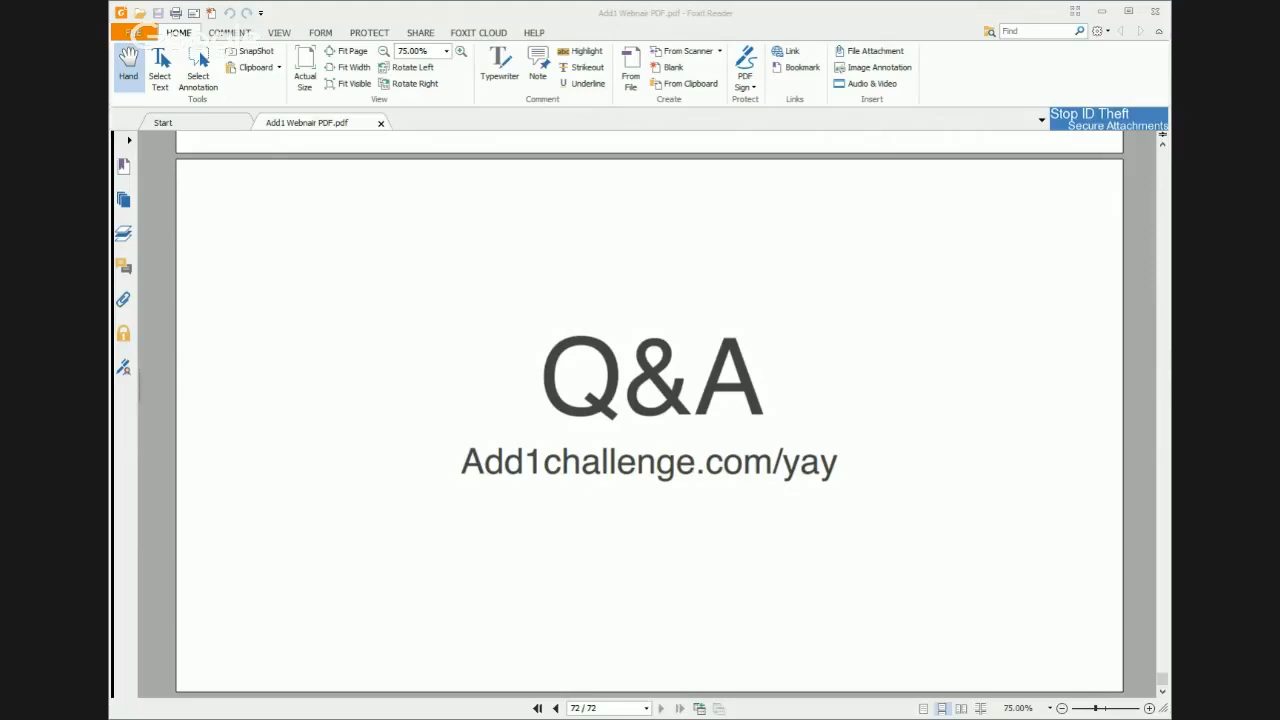 Add1 Webinar PDF.pdf - Foxit Reader
FILE HOME COMMENT VIEW FORM PROTECT SHARE FOXIT CLOUD HELP
Find
Hand
Select Text
Select Annotation
SnapShot
Clipboard
Tools
Actual Size
Fit Page
Fit Width
Fit Visible
75.00%
Rotate Left
Rotate Right
View
Typewriter
Note
Highlight
Strikeout
Underline
Comment
From File
From Scanner
Blank
From Clipboard
Create
PDF Sign
Protect
Link
Bookmark
Links
File Attachment
Image Annotation
Audio & Video
Insert
Start
Add1 Webinar PDF.pdf
Stop ID Theft
Secure Attachments
Q&A
Add1challenge.com/yay
72 / 72
75.00%